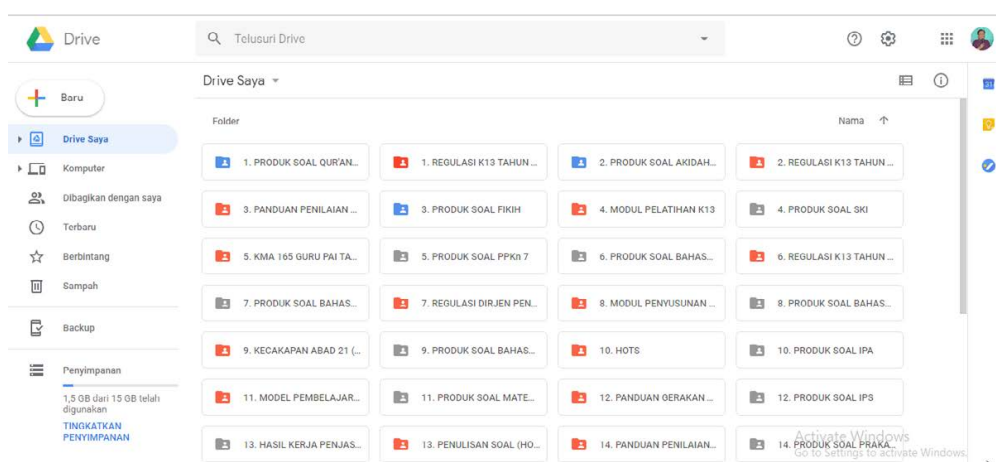 Drive
Telusuri Drive
Baru
Drive Saya
Komputer
Dibagikan dengan saya
Terbaru
Berbintang
Sampah
Backup
Penyimpanan
1,5 GB dari 15 GB telah
digunakan
TINGKATKAN
PENYIMPANAN
Drive Saya
Folder Nama
1. PRODUK SOAL QUR'AN... 1. REGULASI K13 TAHUN ... 2. PRODUK SOAL AKIDAH... 2. REGULASI K13 TAHUN ...
3. PANDUAN PENILAIAN ... 3. PRODUK SOAL FIKIH 4. MODUL PELATIHAN K13 4. PRODUK SOAL SKI
5. KMA 165 GURU PAI TA... 5. PRODUK SOAL PPKn 7 6. PRODUK SOAL BAHAS... 6. REGULASI K13 TAHUN ...
7. PRODUK SOAL BAHAS... 7. REGULASI DIRJEN PEN... 8. MODUL PENYUSUNAN ... 8. PRODUK SOAL BAHAS...
9. KECAKAPAN ABAD 21 (... 9. PRODUK SOAL BAHAS... 10. HOTS 10. PRODUK SOAL IPA
11. MODEL PEMBELAJAR... 11. PRODUK SOAL MATE... 12. PANDUAN GERAKAN ... 12. PRODUK SOAL IPS
13. HASIL KERJA PENJAS... 13. PENULISAN SOAL (HO... 14. PANDUAN PENILAIAN... 14. PRODUK SOAL PRAKA...
Activate Windows
Go to Settings to activate Windows.
31